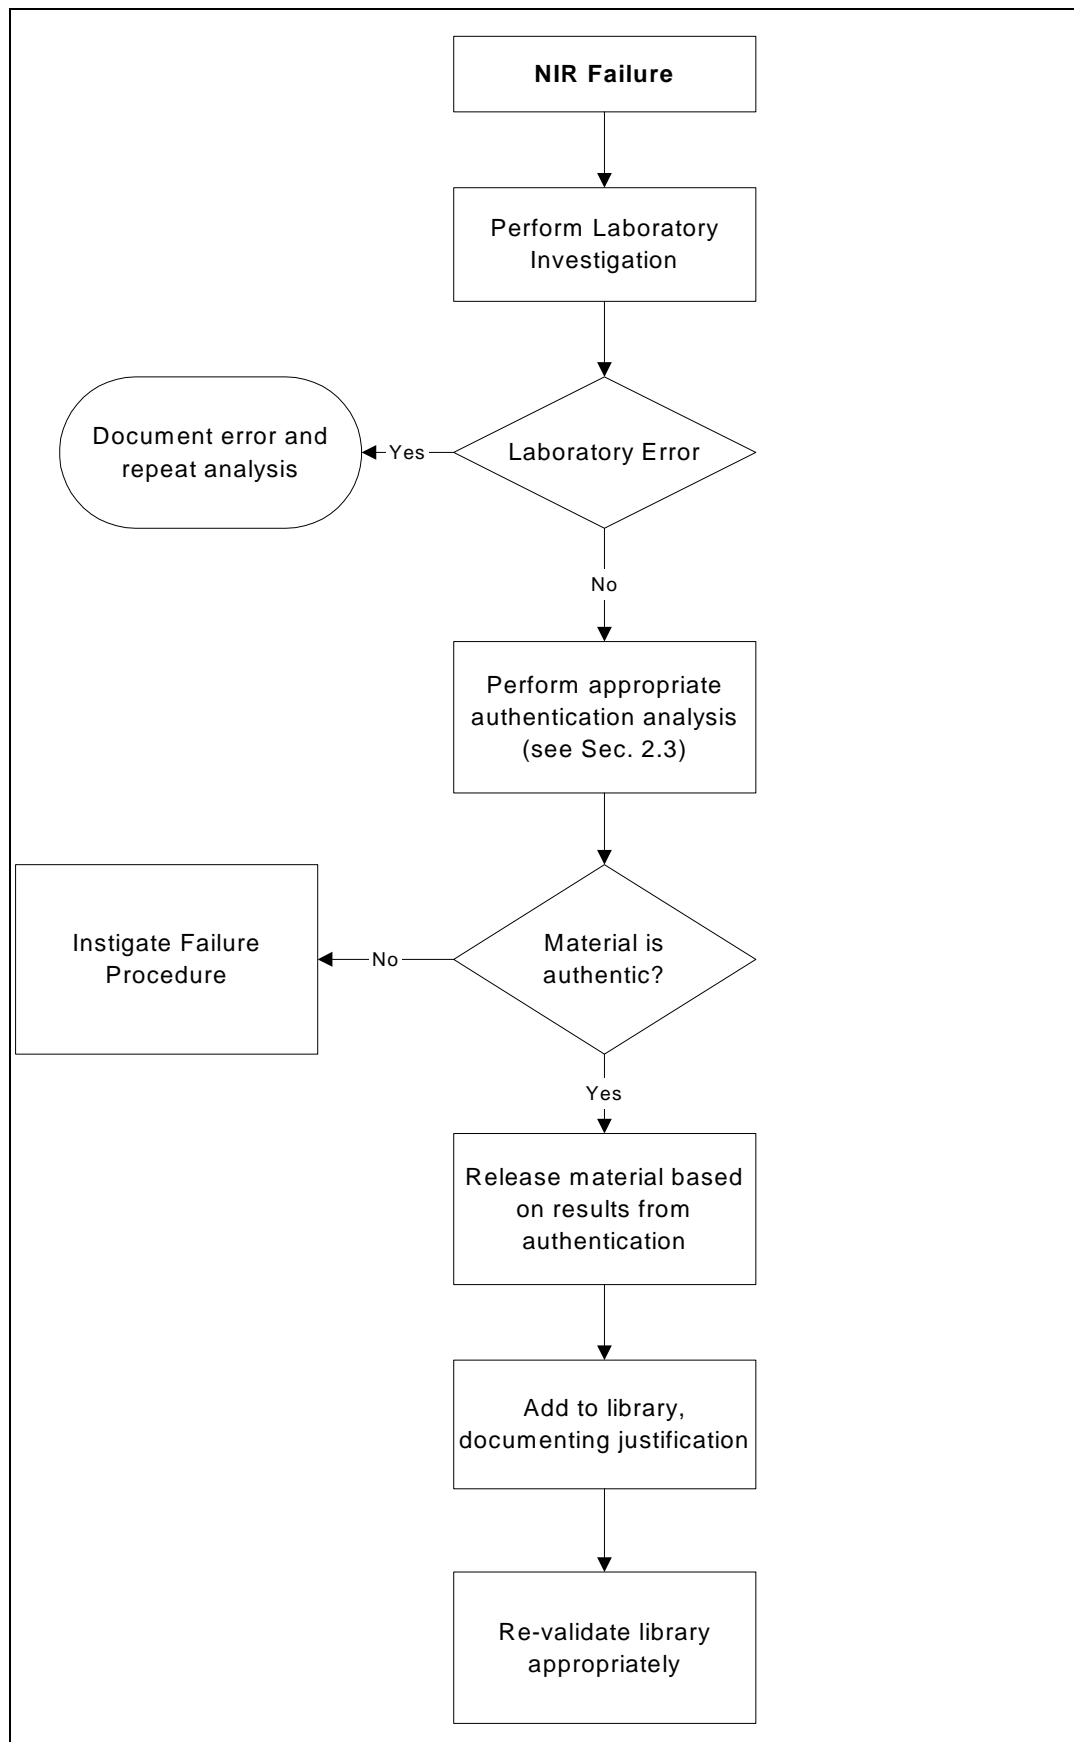 NIR Failure
Perform Laboratory
Investigation
Laboratory Error
Yes
Document error and
repeat analysis
No
Perform appropriate
authentication analysis
(see Sec. 2.3)
Material is
authentic?
No
Instigate Failure
Procedure
Yes
Release material based
on results from
authentication
Add to library,
documenting justification
Re-validate library
appropriately